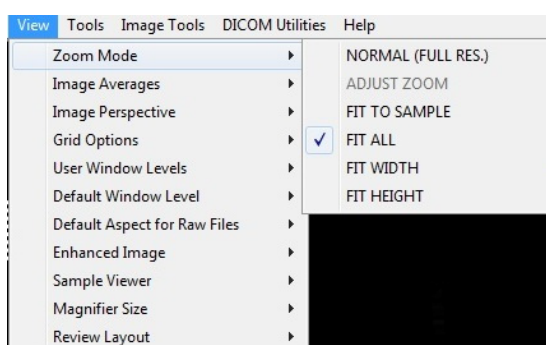 View Tools Image Tools DICOM Utilities Help
Zoom Mode
Image Averages
Image Perspective
Grid Options
User Window Levels
Default Window Level
Default Aspect for Raw Files
Enhanced Image
Sample Viewer
Magnifier Size
Review Layout
NORMAL (FULL RES.)
ADJUST ZOOM
FIT TO SAMPLE
FIT ALL
FIT WIDTH
FIT HEIGHT